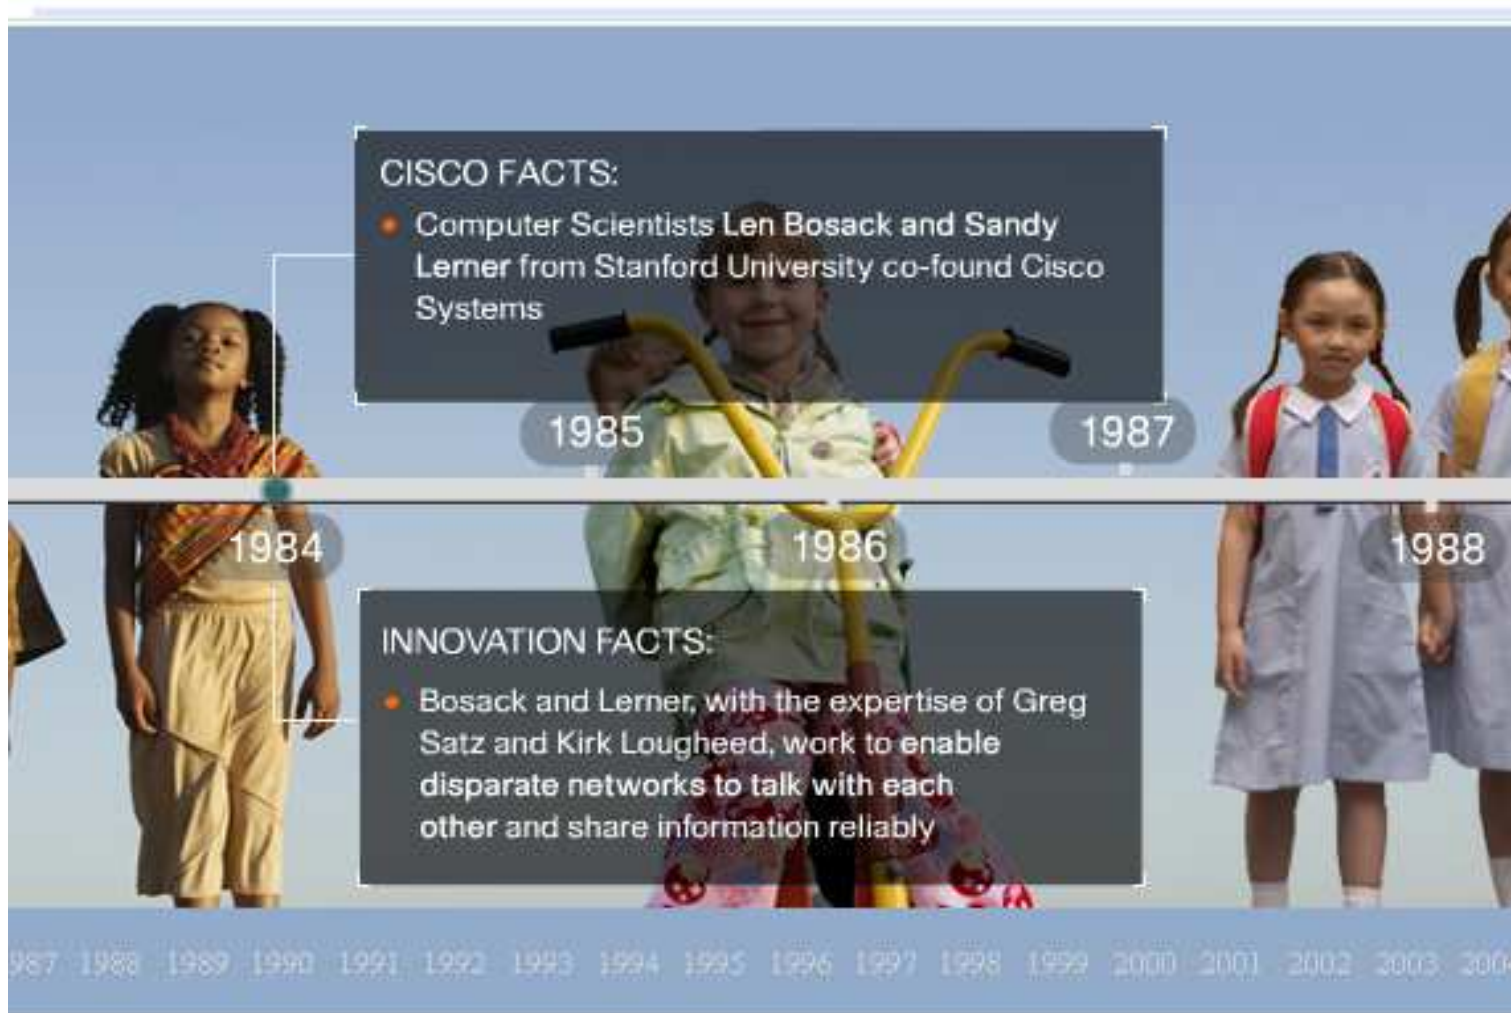 CISCO FACTS:
Computer Scientists Len Bosack and Sandy
Lerner from Stanford University co-found Cisco
Systems
1985
1987
1984
1986
1988
INNOVATION FACTS:
Bosack and Lerner, with the expertise of Greg
Satz and Kirk Lougheed, work to enable
disparate networks to talk with each
other and share information reliably
987 1988 1989 1990 1991 1992 1993 1994 1995 1996 1997 1998 1999 2000 2001 2002 2003 200